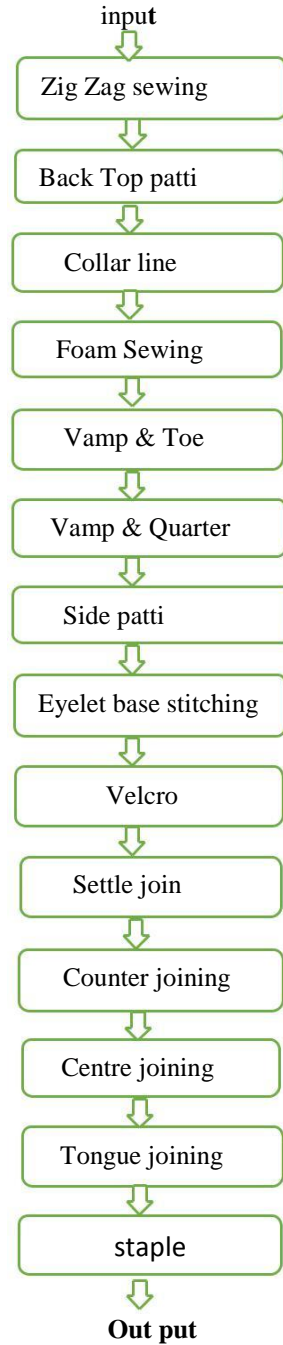 input
Zig Zag sewing
Back Top patti
Collar line
Foam Sewing
Vamp & Toe
Vamp & Quarter
Side patti
Eyelet base stitching
Velcro
Settle join
Counter joining
Centre joining
Tongue joining
staple
Out put